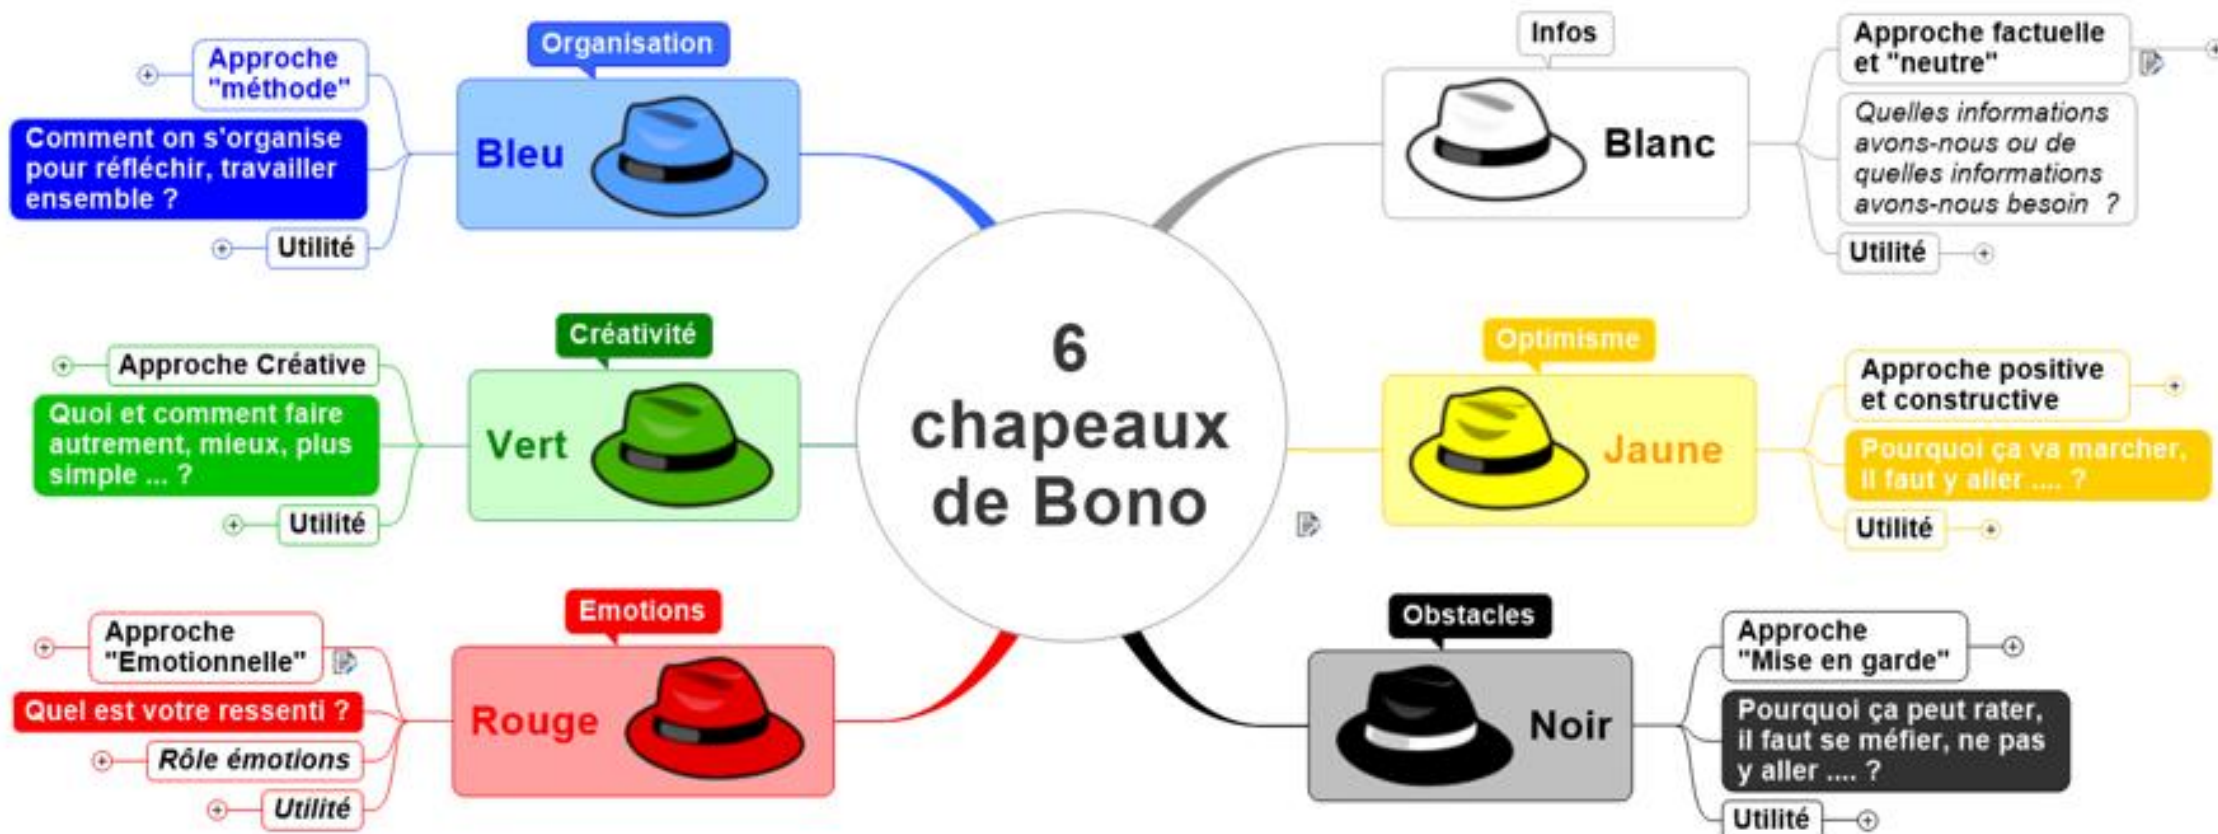 6
chapeaux
de Bono
Organisation
Bleu
Approche
"méthode"
Comment on s'organise
pour réfléchir, travailler
ensemble ?
Utilité
Créativité
Vert
Approche Créative
Quoi et comment faire
autrement, mieux, plus
simple ... ?
Utilité
Emotions
Rouge
Approche
"Emotionnelle"
Quel est votre ressenti ?
Rôle émotions
Utilité
Infos
Blanc
Approche factuelle
et "neutre"
Quelles informations
avons-nous ou de
quelles informations
avons-nous besoin ?
Utilité
Optimisme
Jaune
Approche positive
et constructive
Pourquoi ça va marcher,
il faut y aller .... ?
Utilité
Obstacles
Noir
Approche
"Mise en garde"
Pourquoi ça peut rater,
il faut se méfier, ne pas
y aller .... ?
Utilité